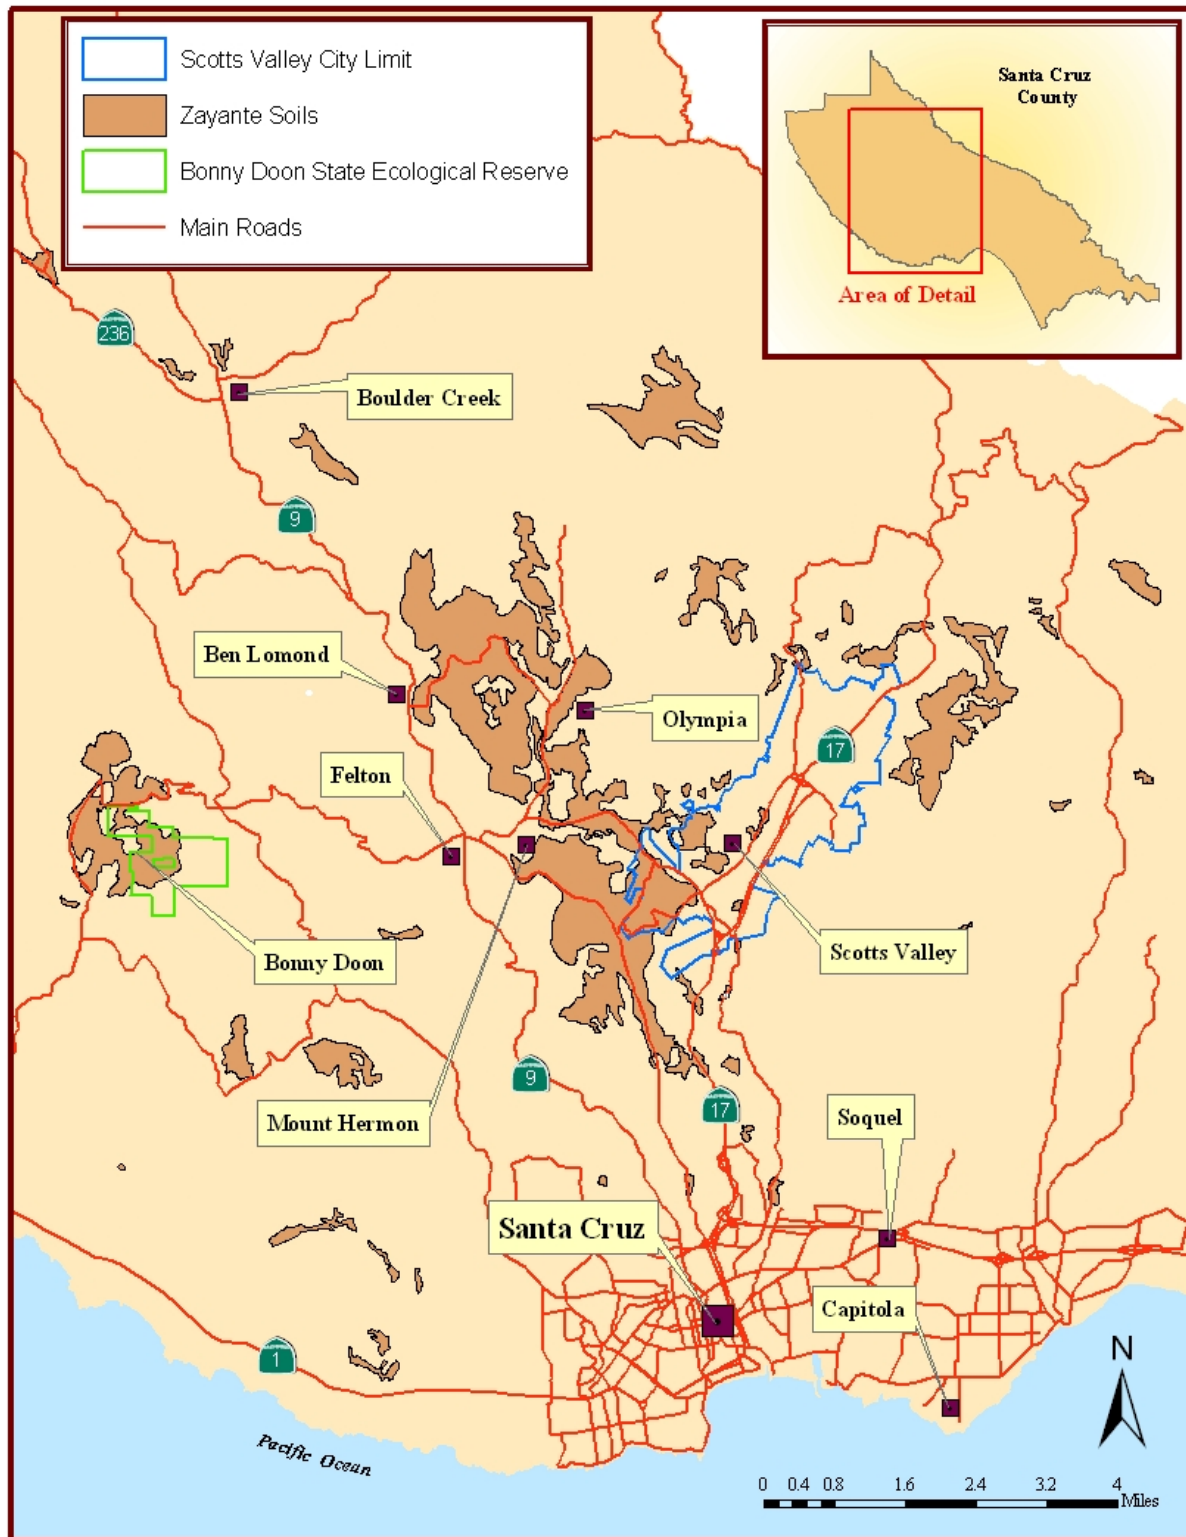 Scotts Valley City Limit
Zayante Soils
Bonny Doon State Ecological Reserve
Main Roads
Santa Cruz
County
Area of Detail
236
Boulder Creek
9
Ben Lomond
Olympia
17
Felton
Scotts Valley
Bonny Doon
9
Mount Hermon
17
Soquel
Santa Cruz
Capitola
1
N
Pacific Ocean
0 0.4 0.8 1.6 2.4 3.2 4
Miles